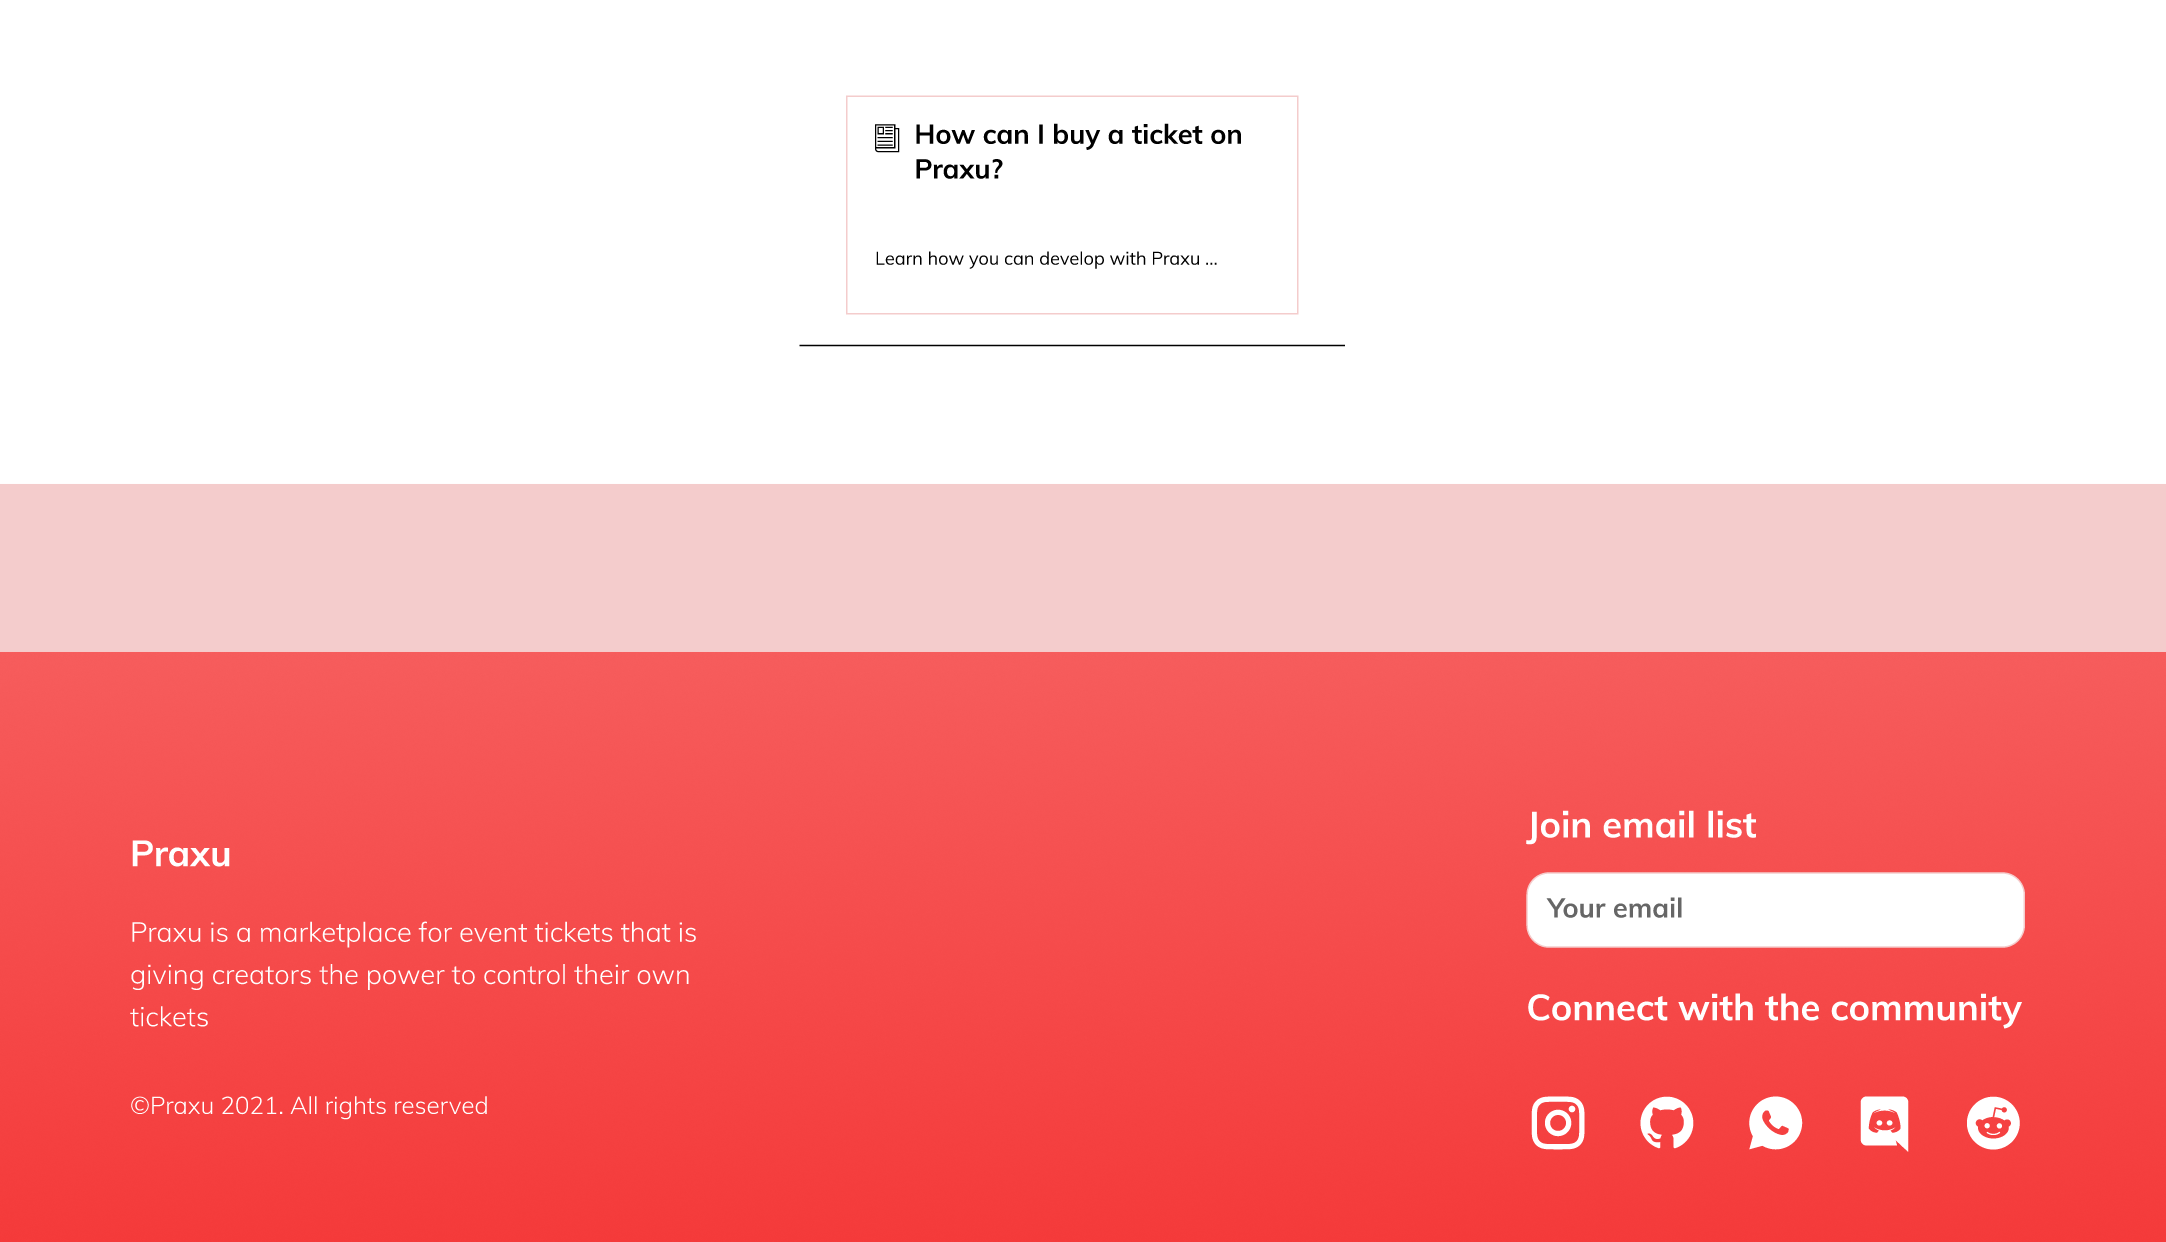 How can I buy a ticket on
Praxu?
Learn how you can develop with Praxu ...
Praxu
Praxu is a marketplace for event tickets that is
giving creators the power to control their own
tickets
©Praxu 2021. All rights reserved
Join email list
Your email
Connect with the community